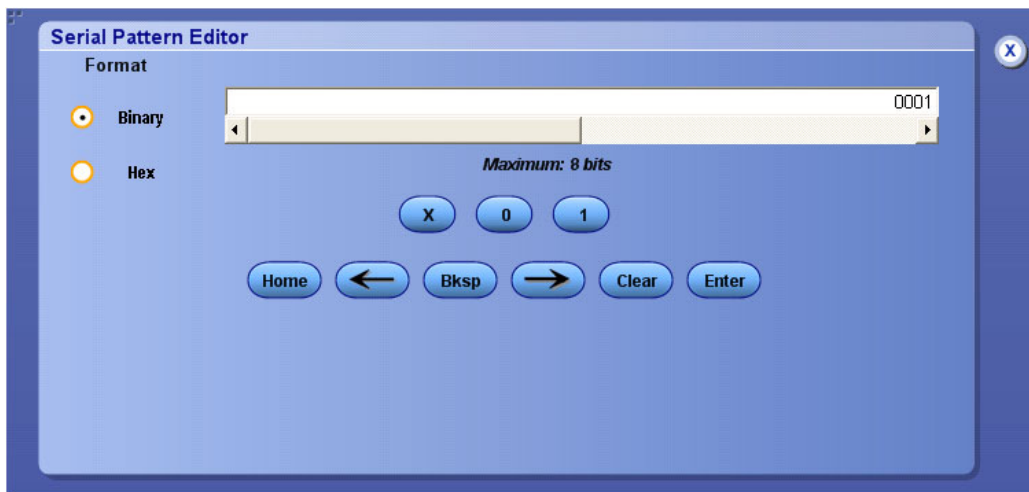 Serial Pattern Editor
X
Format
Binary
0001
Hex
Maximum: 8 bits
X 0 1
Home Bksp Clear Enter